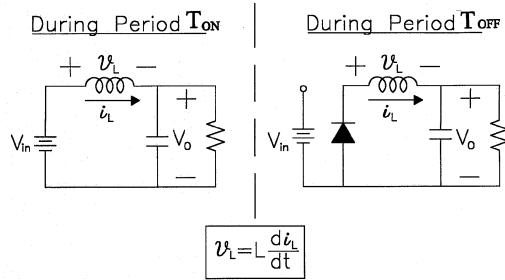 During Period TON
+ vL −
iL
Vin
+
Vo
−
During Period TOFF
+ vL −
iL
Vin
+
Vo
−
vL=L diL/dt